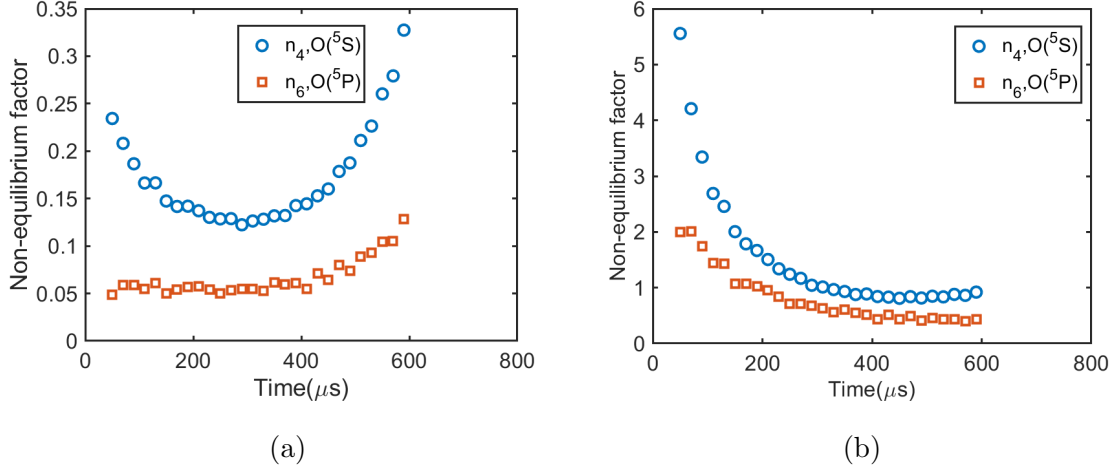 0.35
0.3
0.25
0.2
0.15
0.1
0.05
0
0 200 400 600 800
Non-equilibrium factor
Time(μs)
n4,O(5S)
n6,O(5P)
(a)
6
5
4
3
2
1
0
0 200 400 600 800
Non-equilibrium factor
Time(μs)
n4,O(5S)
n6,O(5P)
(b)